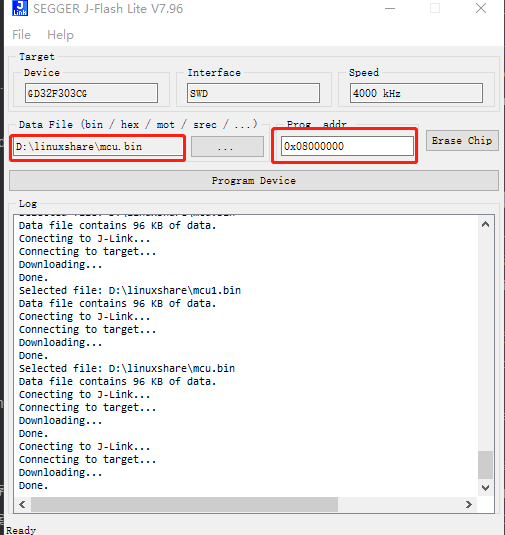 J Link SEGGER J-Flash Lite V7.96
File Help
Target
Device Interface Speed
GD32F303CG SWD 4000 kHz
Data File (bin / hex / mot / srec / ...) Prog. addr.
D:\linuxshare\mcu.bin ... 0x08000000 Erase Chip
Program Device
Log
Selected file: D:\linuxshare\mcu.bin
Data file contains 96 KB of data.
Conecting to J-Link...
Connecting to target...
Downloading...
Done.
Selected file: D:\linuxshare\mcu1.bin
Data file contains 96 KB of data.
Conecting to J-Link...
Connecting to target...
Downloading...
Done.
Selected file: D:\linuxshare\mcu.bin
Data file contains 96 KB of data.
Conecting to J-Link...
Connecting to target...
Downloading...
Done.
Conecting to J-Link...
Connecting to target...
Downloading...
Done.
Ready